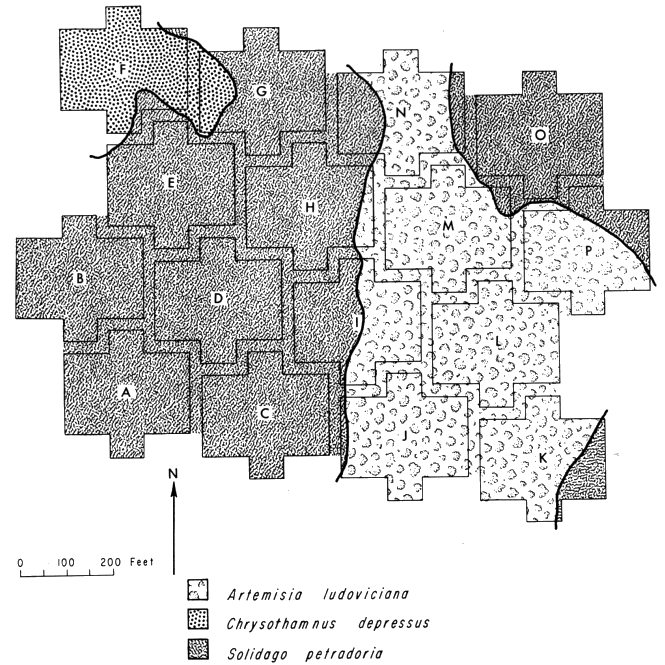 F
G
N
O
E
H
M
P
B
D
I
L
A
C
J
K
N
0 100 200 Feet
Artemisia ludoviciana
Chrysothamnus depressus
Solidago petradoria